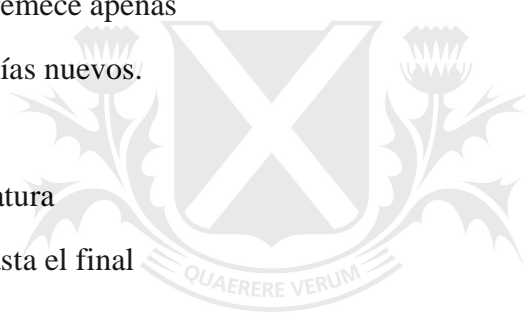 emece apenas
ías nuevos.
atura
sta el final
QUAERERE VERUM